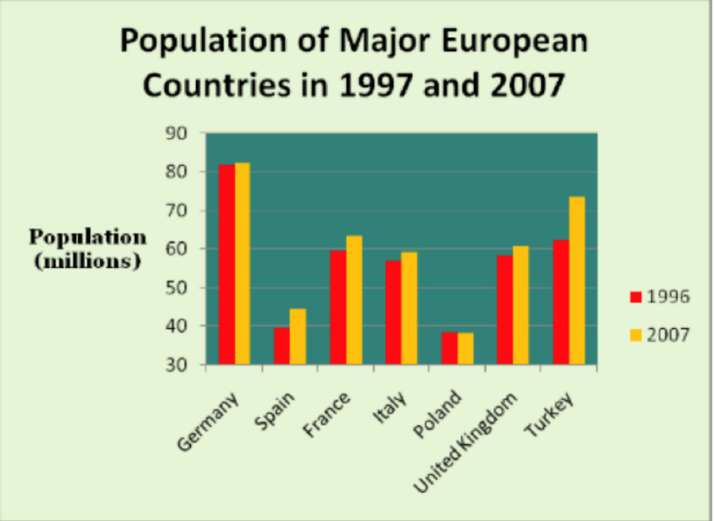 Population of Major European
Countries in 1997 and 2007
90
80
70
60
50
40
30
Population
(millions)
Germany
Spain
France
Italy
Poland
United Kingdom
Turkey
1996
2007